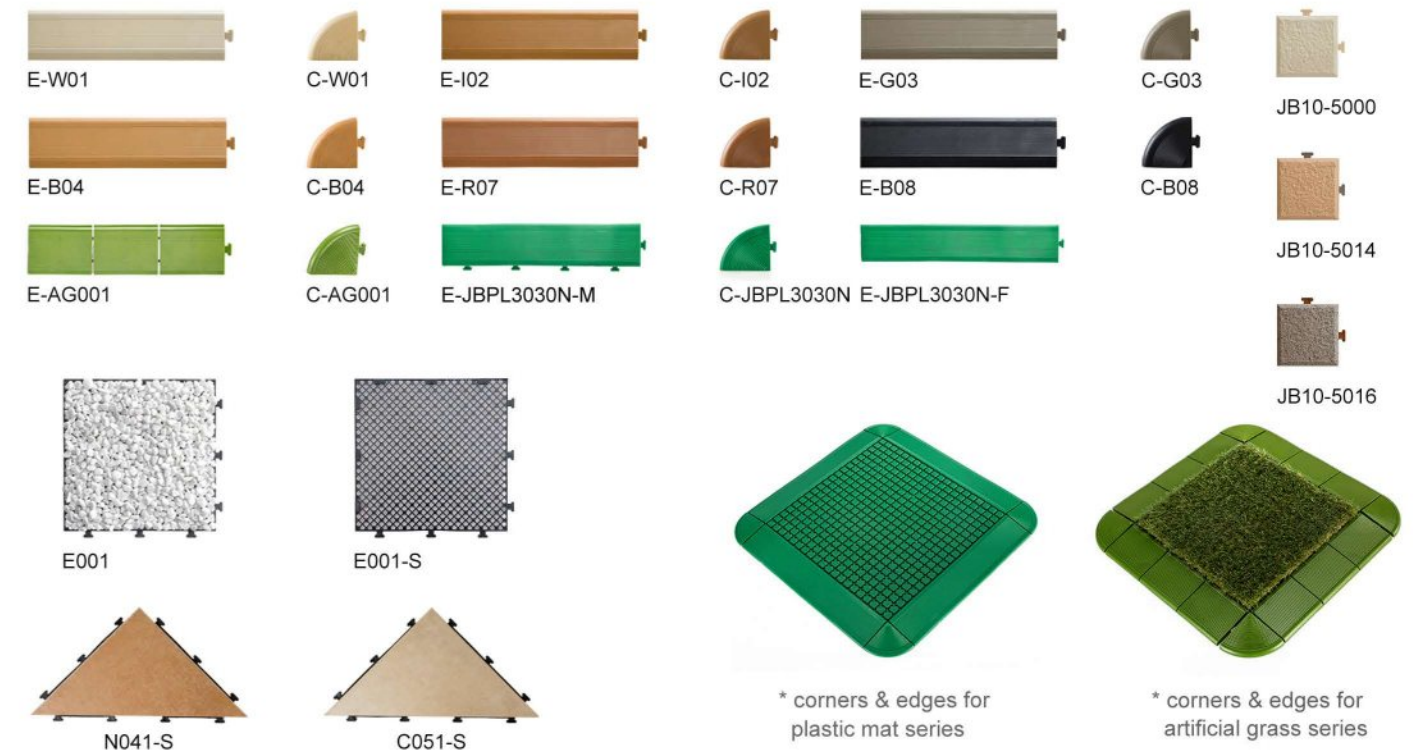 E-W01
C-W01
E-I02
C-I02
E-G03
C-G03
JB10-5000
E-B04
C-B04
E-R07
C-R07
E-B08
C-B08
JB10-5014
E-AG001
C-AG001
E-JBPL3030N-M
C-JBPL3030N
E-JBPL3030N-F
JB10-5016
E001
E001-S
N041-S
C051-S
* corners & edges for
plastic mat series
* corners & edges for
artificial grass series